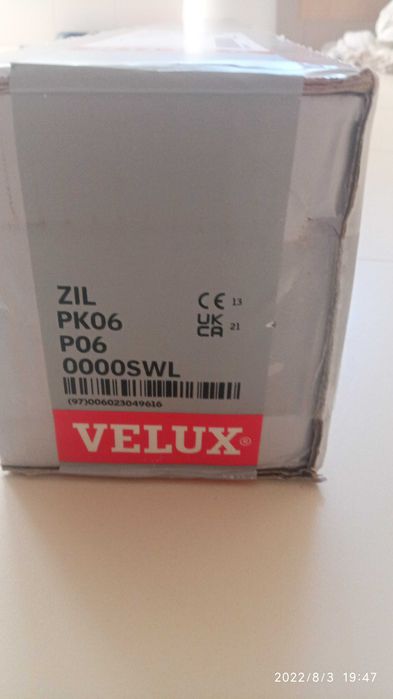 ZIL
PK06
P06
0000SWL
CE 13
UK
CA 21
(97)006023049616
VELUX®
2022/8/3 19:47